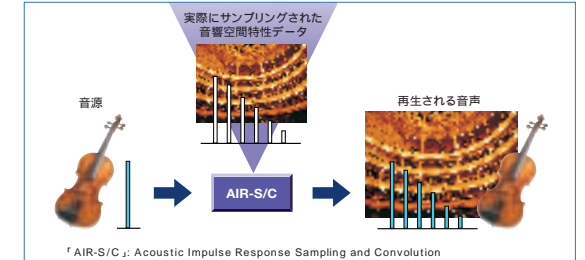 実際にサンプリングされた
音響空間特性データ
音源
再生される音声
AIR-S/C
「AIR-S/C」: Acoustic Impulse Response Sampling and Convolution